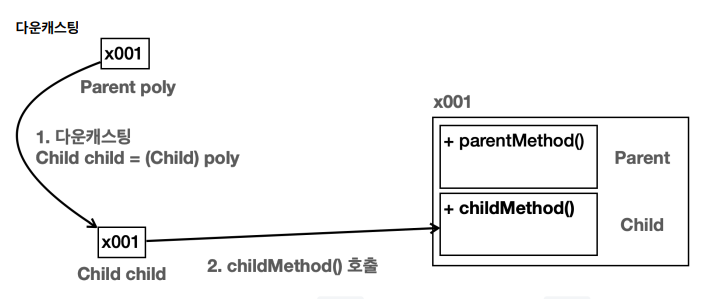 다운캐스팅
x001
Parent poly
x001
1. 다운캐스팅
Child child = (Child) poly
+ parentMethod()
Parent
+ childMethod()
Child
x001
Child child
2. childMethod() 호출